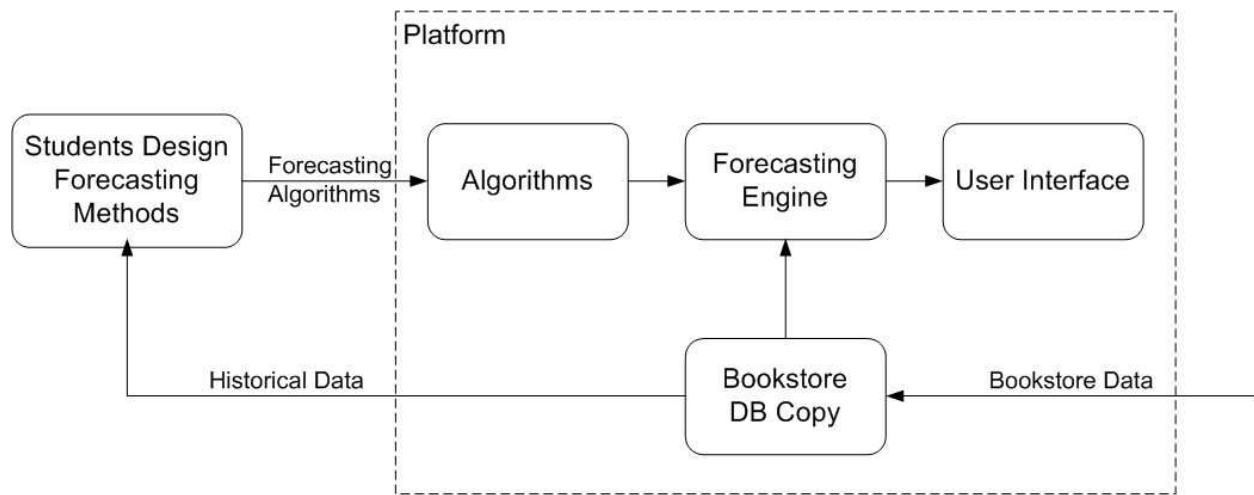 Platform
Students Design
Forecasting
Methods
Forecasting
Algorithms
Algorithms
Forecasting
Engine
User Interface
Historical Data
Bookstore
DB Copy
Bookstore Data